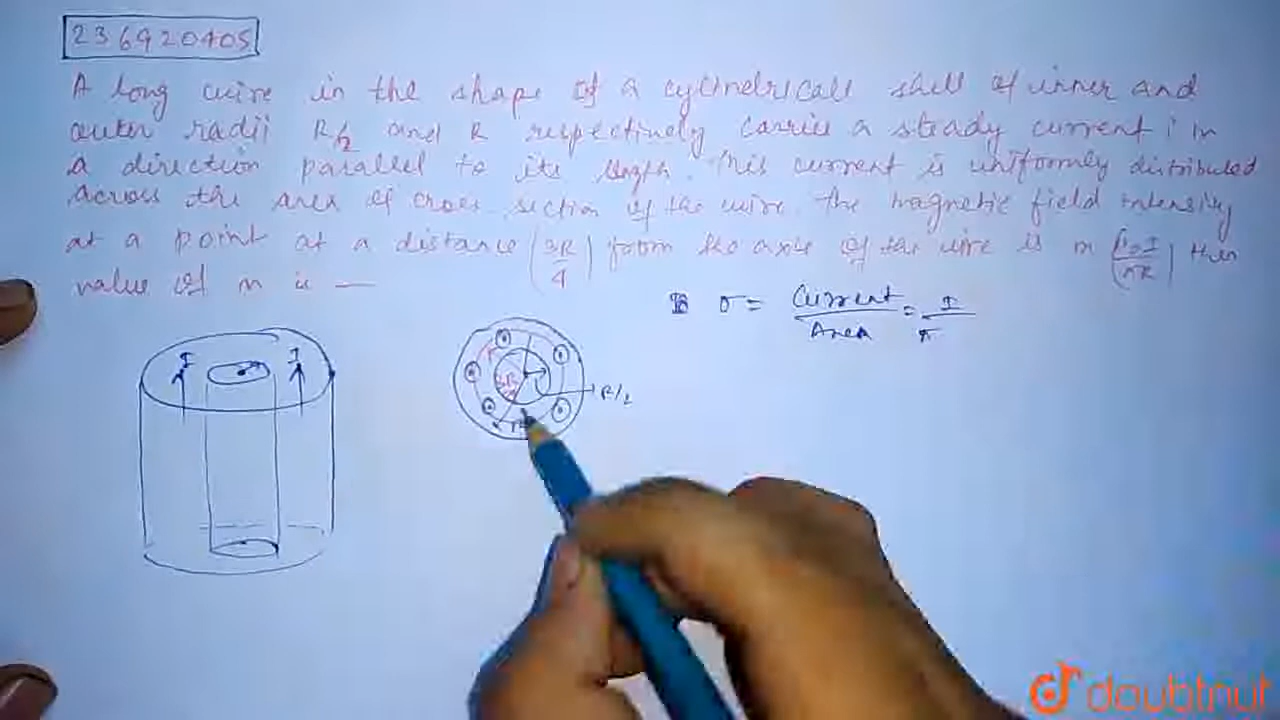 236920405
A long wire in the shape of a cylindericall shell of inner and
outer radii R/2 and R respectively carries a steady current i in
a direction parallel to its length. This current is uniformly distributed
across the area of cross-section of the wire. The magnetic field intensity
at a point at a distance (3R/4) from the axis of the wire is n (μ0I/πR) then
value of n is —
σ = Current/Area = I/π
I I
3R
R/2
R
doubtnut